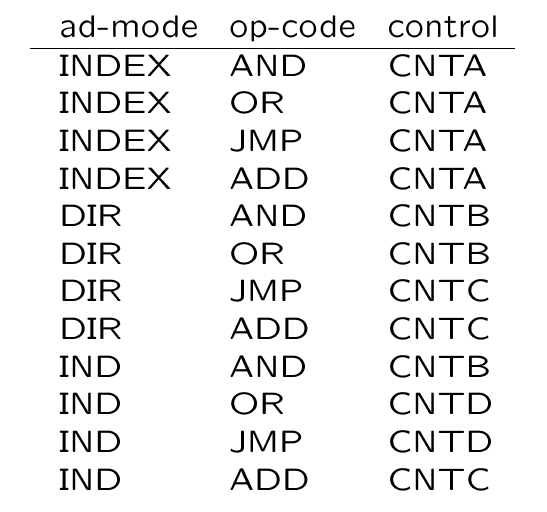 ad-mode op-code control
INDEX AND CNTA
INDEX OR CNTA
INDEX JMP CNTA
INDEX ADD CNTA
DIR AND CNTB
DIR OR CNTB
DIR JMP CNTC
DIR ADD CNTC
IND AND CNTB
IND OR CNTD
IND JMP CNTD
IND ADD CNTC